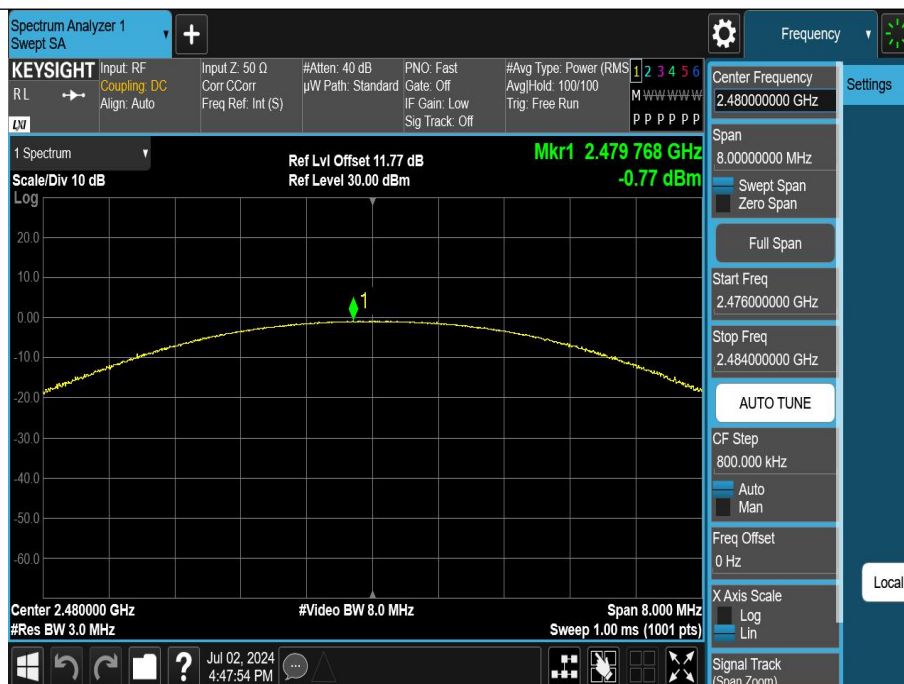 Spectrum Analyzer 1
Swept SA
Frequency
KEYSIGHT
R L
LXI
Input: RF
Coupling: DC
Align: Auto
Input Z: 50 Ω
Corr CCorr
Freq Ref: Int (S)
#Atten: 40 dB
µW Path: Standard
PNO: Fast
Gate: Off
IF Gain: Low
Sig Track: Off
#Avg Type: Power (RMS
Avg|Hold: 100/100
Trig: Free Run
1 2 3 4 5 6
M W W W W W
P P P P P P
1 Spectrum
Scale/Div 10 dB
Log
Ref Lvl Offset 11.77 dB
Ref Level 30.00 dBm
Mkr1 2.479 768 GHz
-0.77 dBm
20.0
10.0
0.00
-10.0
-20.0
-30.0
-40.0
-50.0
-60.0
1
Center 2.480000 GHz
#Res BW 3.0 MHz
#Video BW 8.0 MHz
Span 8.000 MHz
Sweep 1.00 ms (1001 pts)
Jul 02, 2024
4:47:54 PM
Center Frequency
2.480000000 GHz
Span
8.00000000 MHz
Swept Span
Zero Span
Full Span
Start Freq
2.476000000 GHz
Stop Freq
2.484000000 GHz
AUTO TUNE
CF Step
800.000 kHz
Auto
Man
Freq Offset
0 Hz
X Axis Scale
Log
Lin
Signal Track
(Span Zoom)
Settings
Local